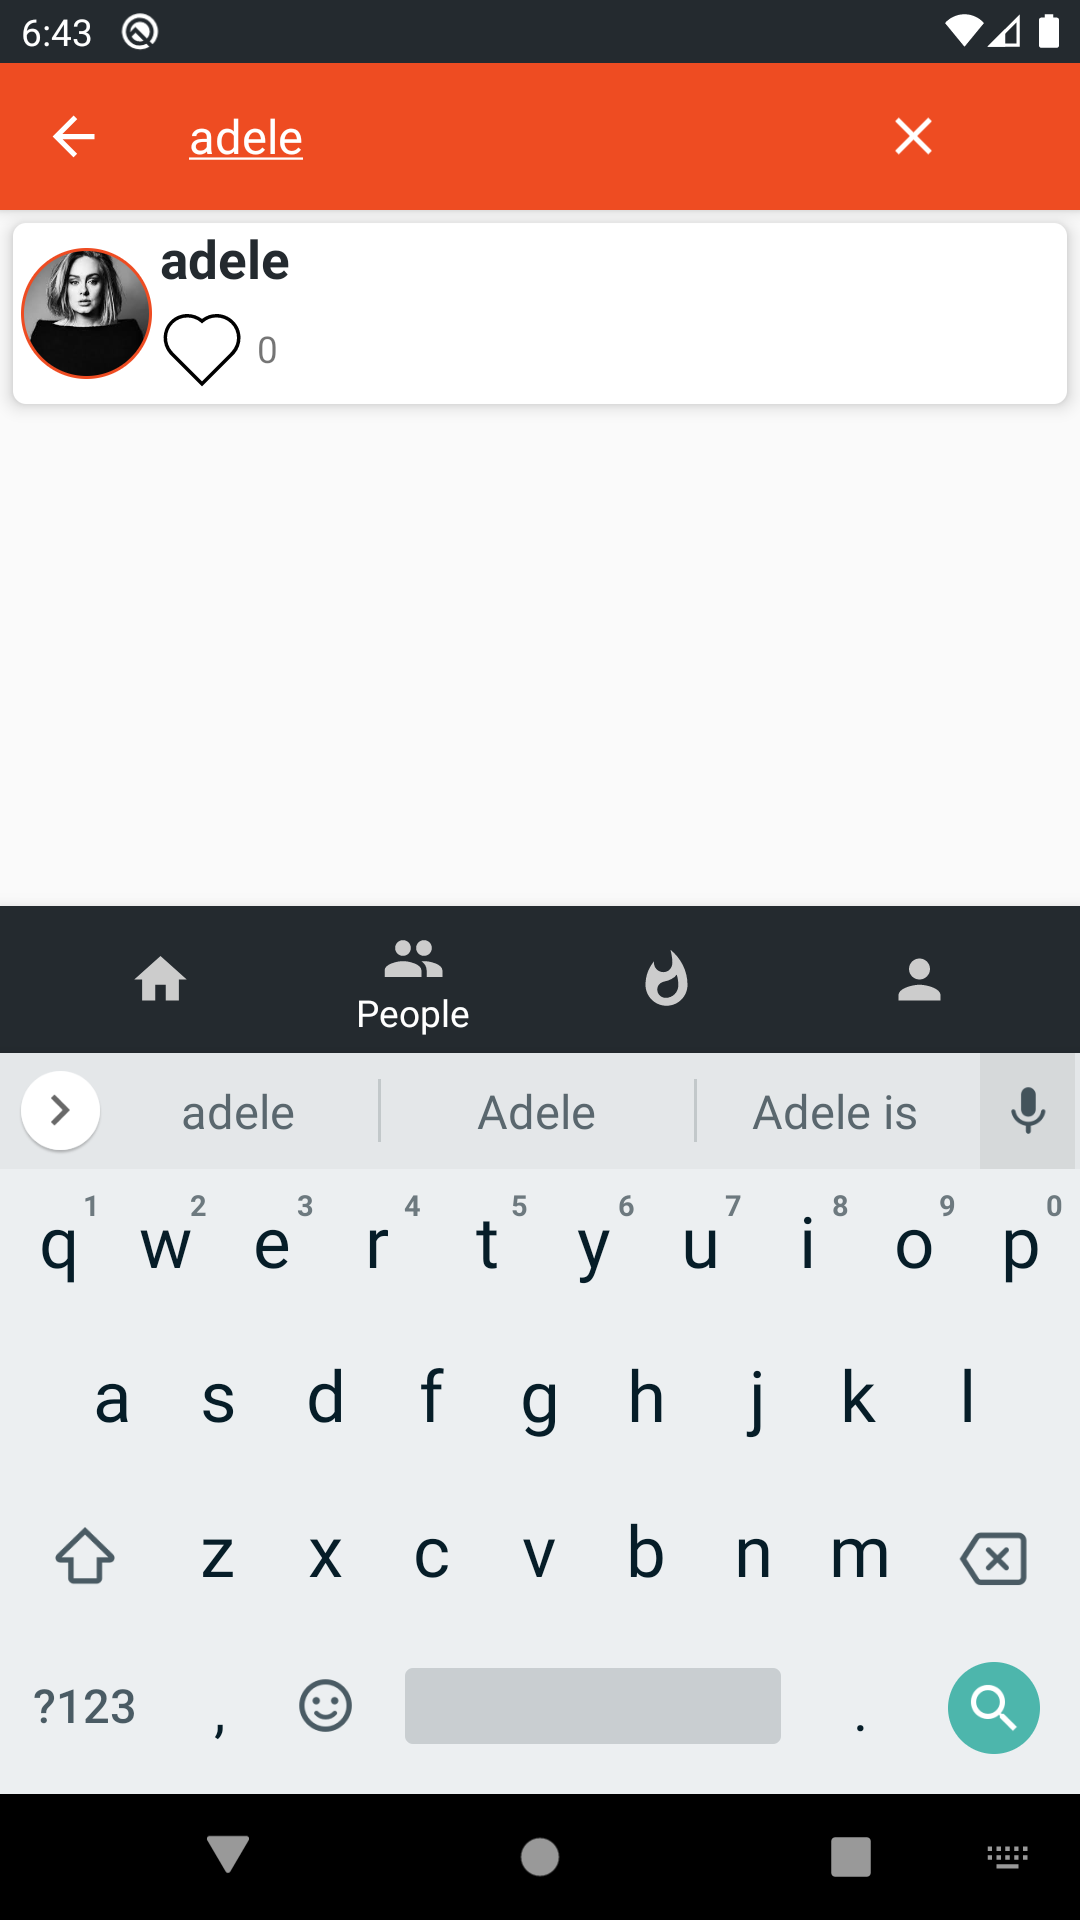 6:43
adele
adele
0
People
adele Adele Adele is
1 2 3 4 5 6 7 8 9 0
q w e r t y u i o p
a s d f g h j k l
z x c v b n m
?123 , .